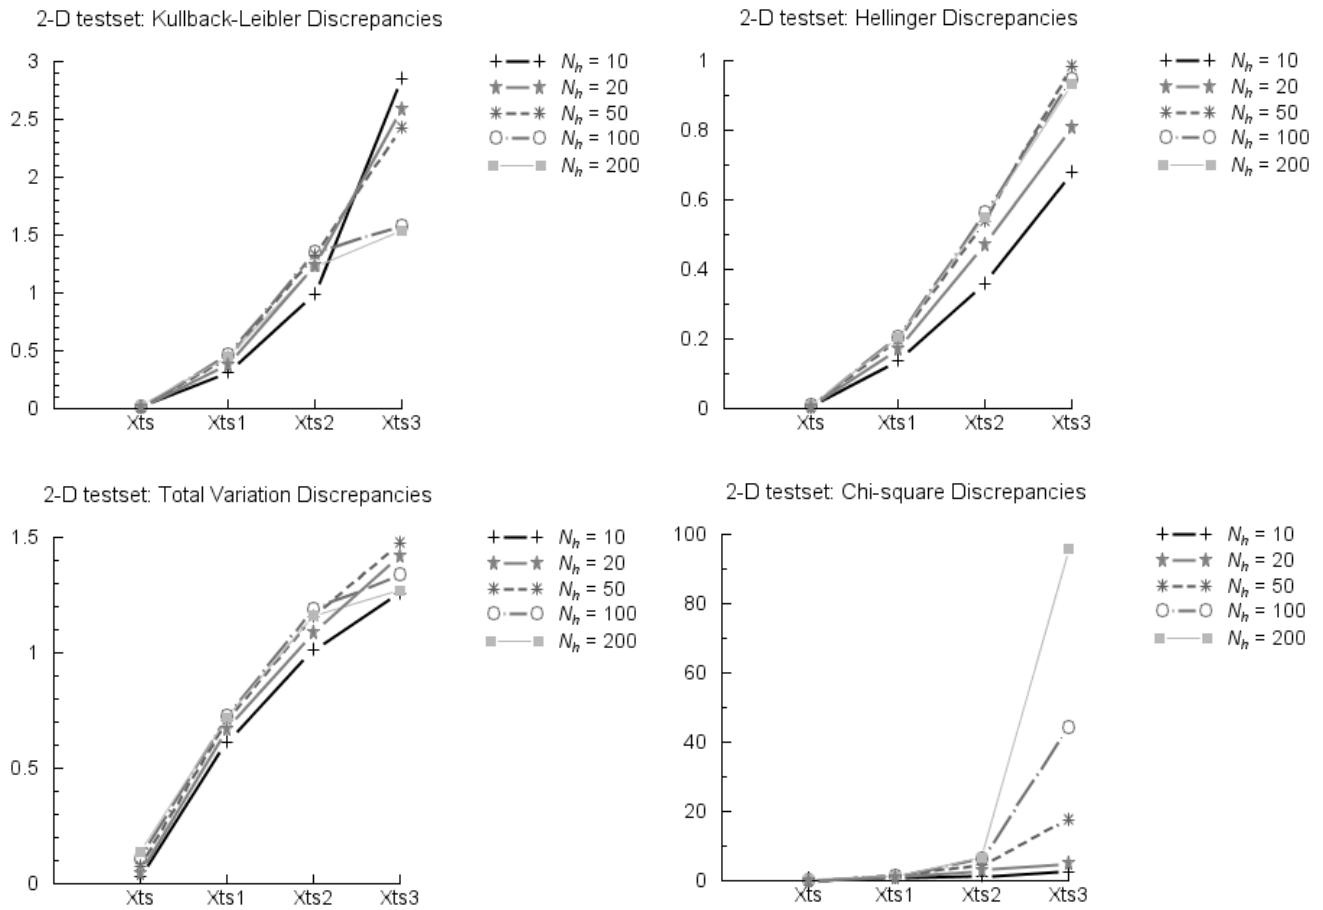 2-D testset: Kullback-Leibler Discrepancies
3
2.5
2
1.5
1
0.5
0
Xts Xts1 Xts2 Xts3
N_h = 10
N_h = 20
N_h = 50
N_h = 100
N_h = 200
2-D testset: Hellinger Discrepancies
1
0.8
0.6
0.4
0.2
0
Xts Xts1 Xts2 Xts3
N_h = 10
N_h = 20
N_h = 50
N_h = 100
N_h = 200
2-D testset: Total Variation Discrepancies
1.5
1
0.5
0
Xts Xts1 Xts2 Xts3
N_h = 10
N_h = 20
N_h = 50
N_h = 100
N_h = 200
2-D testset: Chi-square Discrepancies
100
80
60
40
20
0
Xts Xts1 Xts2 Xts3
N_h = 10
N_h = 20
N_h = 50
N_h = 100
N_h = 200